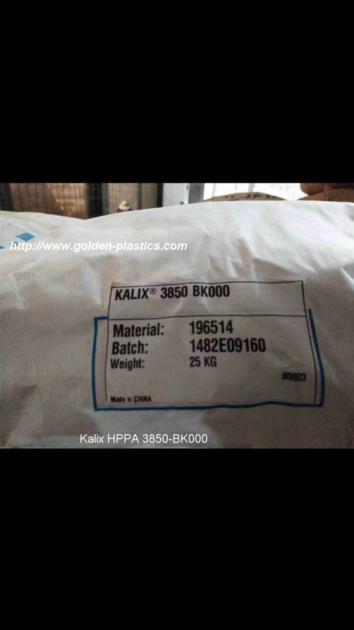 http://www.golden-plastics.com
KALIX® 3850 BK000
Material: 196514
Batch: 1482E09160
Weight: 25 KG
00003
Made in CHINA
Kalix HPPA 3850-BK000